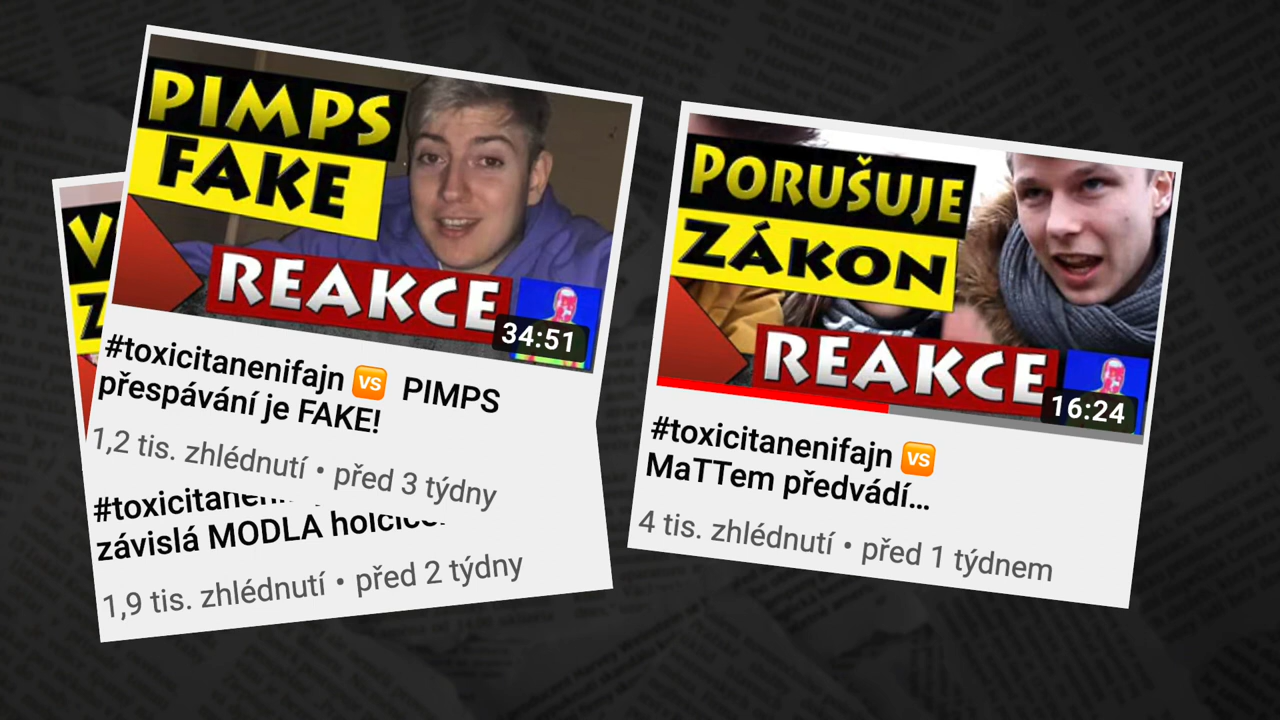 PIMPS
FAKE
REAKCE
34:51
#toxicitanenifajn 🆚 PIMPS
přespávání je FAKE!
1,2 tis. zhlédnutí • před 3 týdny
závislá MODLA
1,9 tis. zhlédnutí • před 2 týdny
PORUŠUJE
ZÁKON
REAKCE
16:24
#toxicitanenifajn 🆚
MaTTem předvádí...
4 tis. zhlédnutí • před 1 týdnem